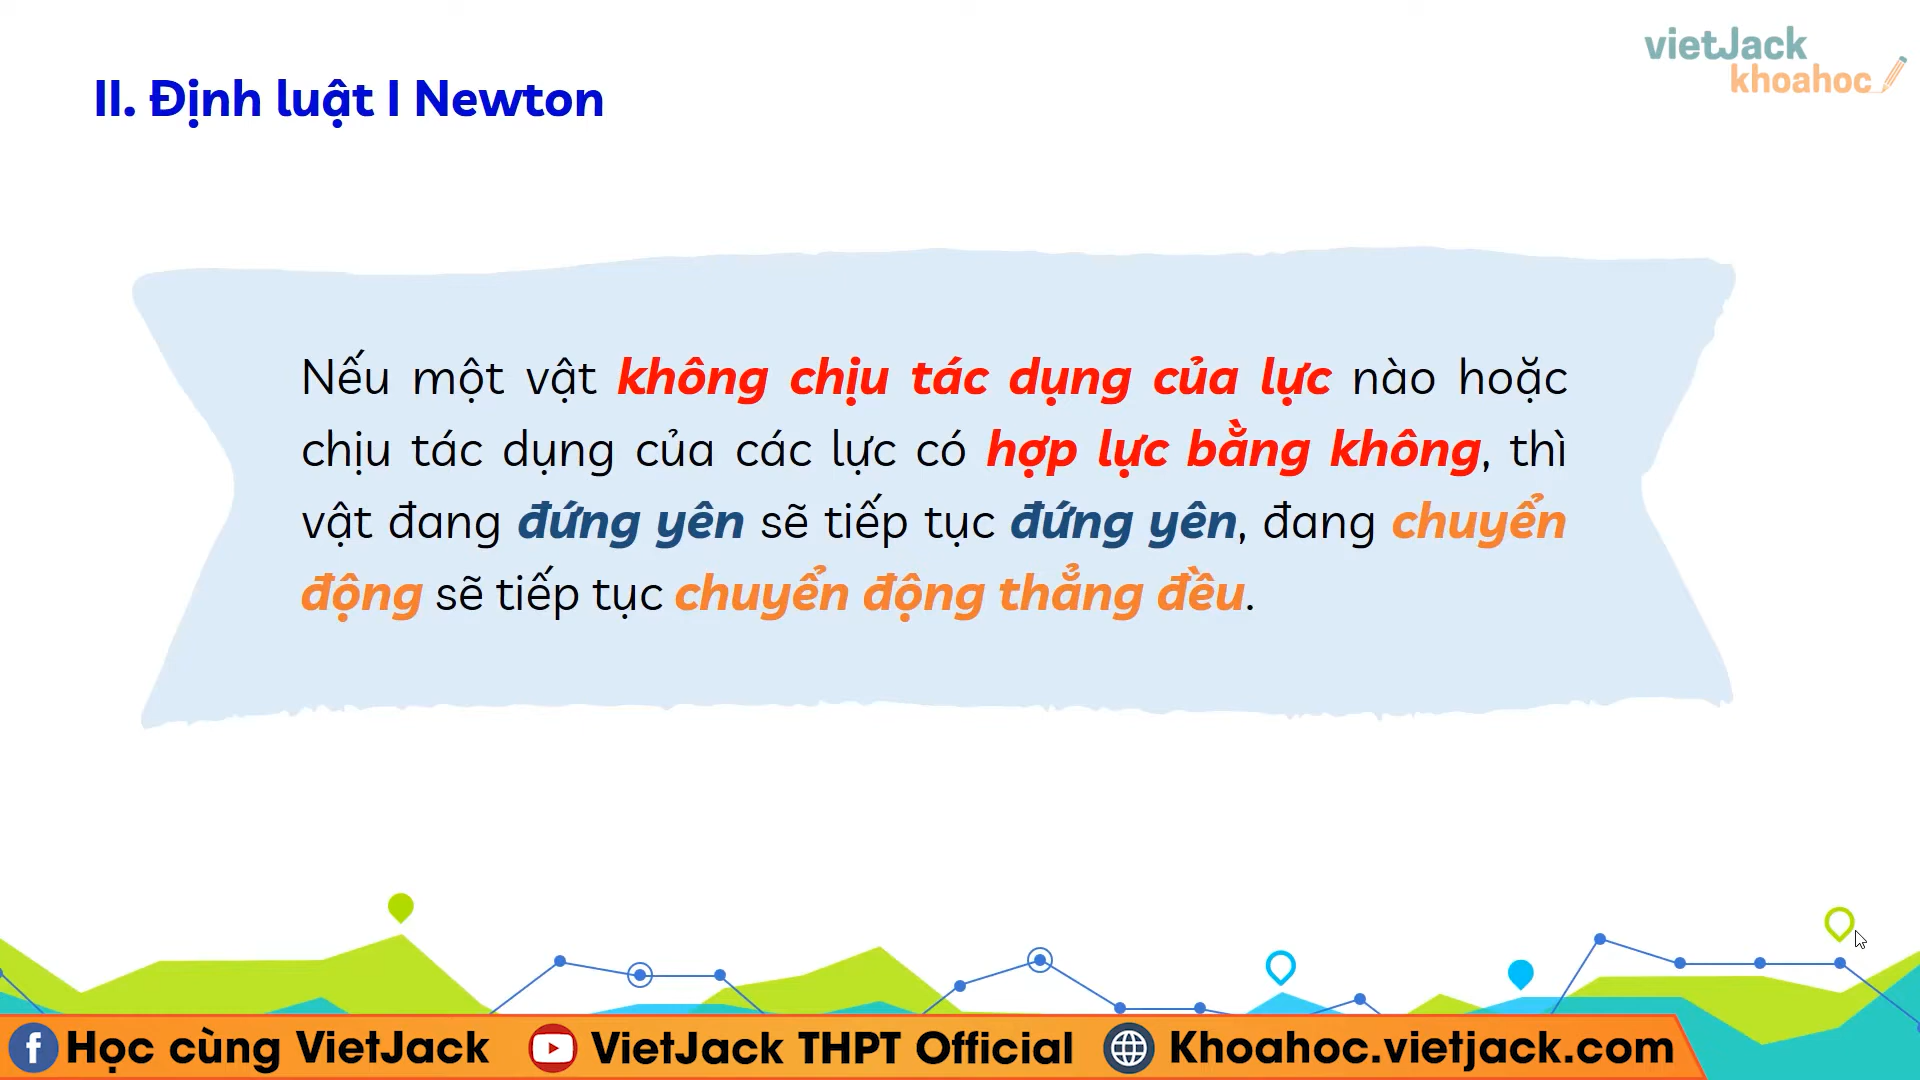 vietJack
khoahoc
II. Định luật I Newton
Nếu một vật không chịu tác dụng của lực nào hoặc
chịu tác dụng của các lực có hợp lực bằng không, thì
vật đang đứng yên sẽ tiếp tục đứng yên, đang chuyển
động sẽ tiếp tục chuyển động thẳng đều.
Học cùng VietJack VietJack THPT Official Khoahoc.vietjack.com